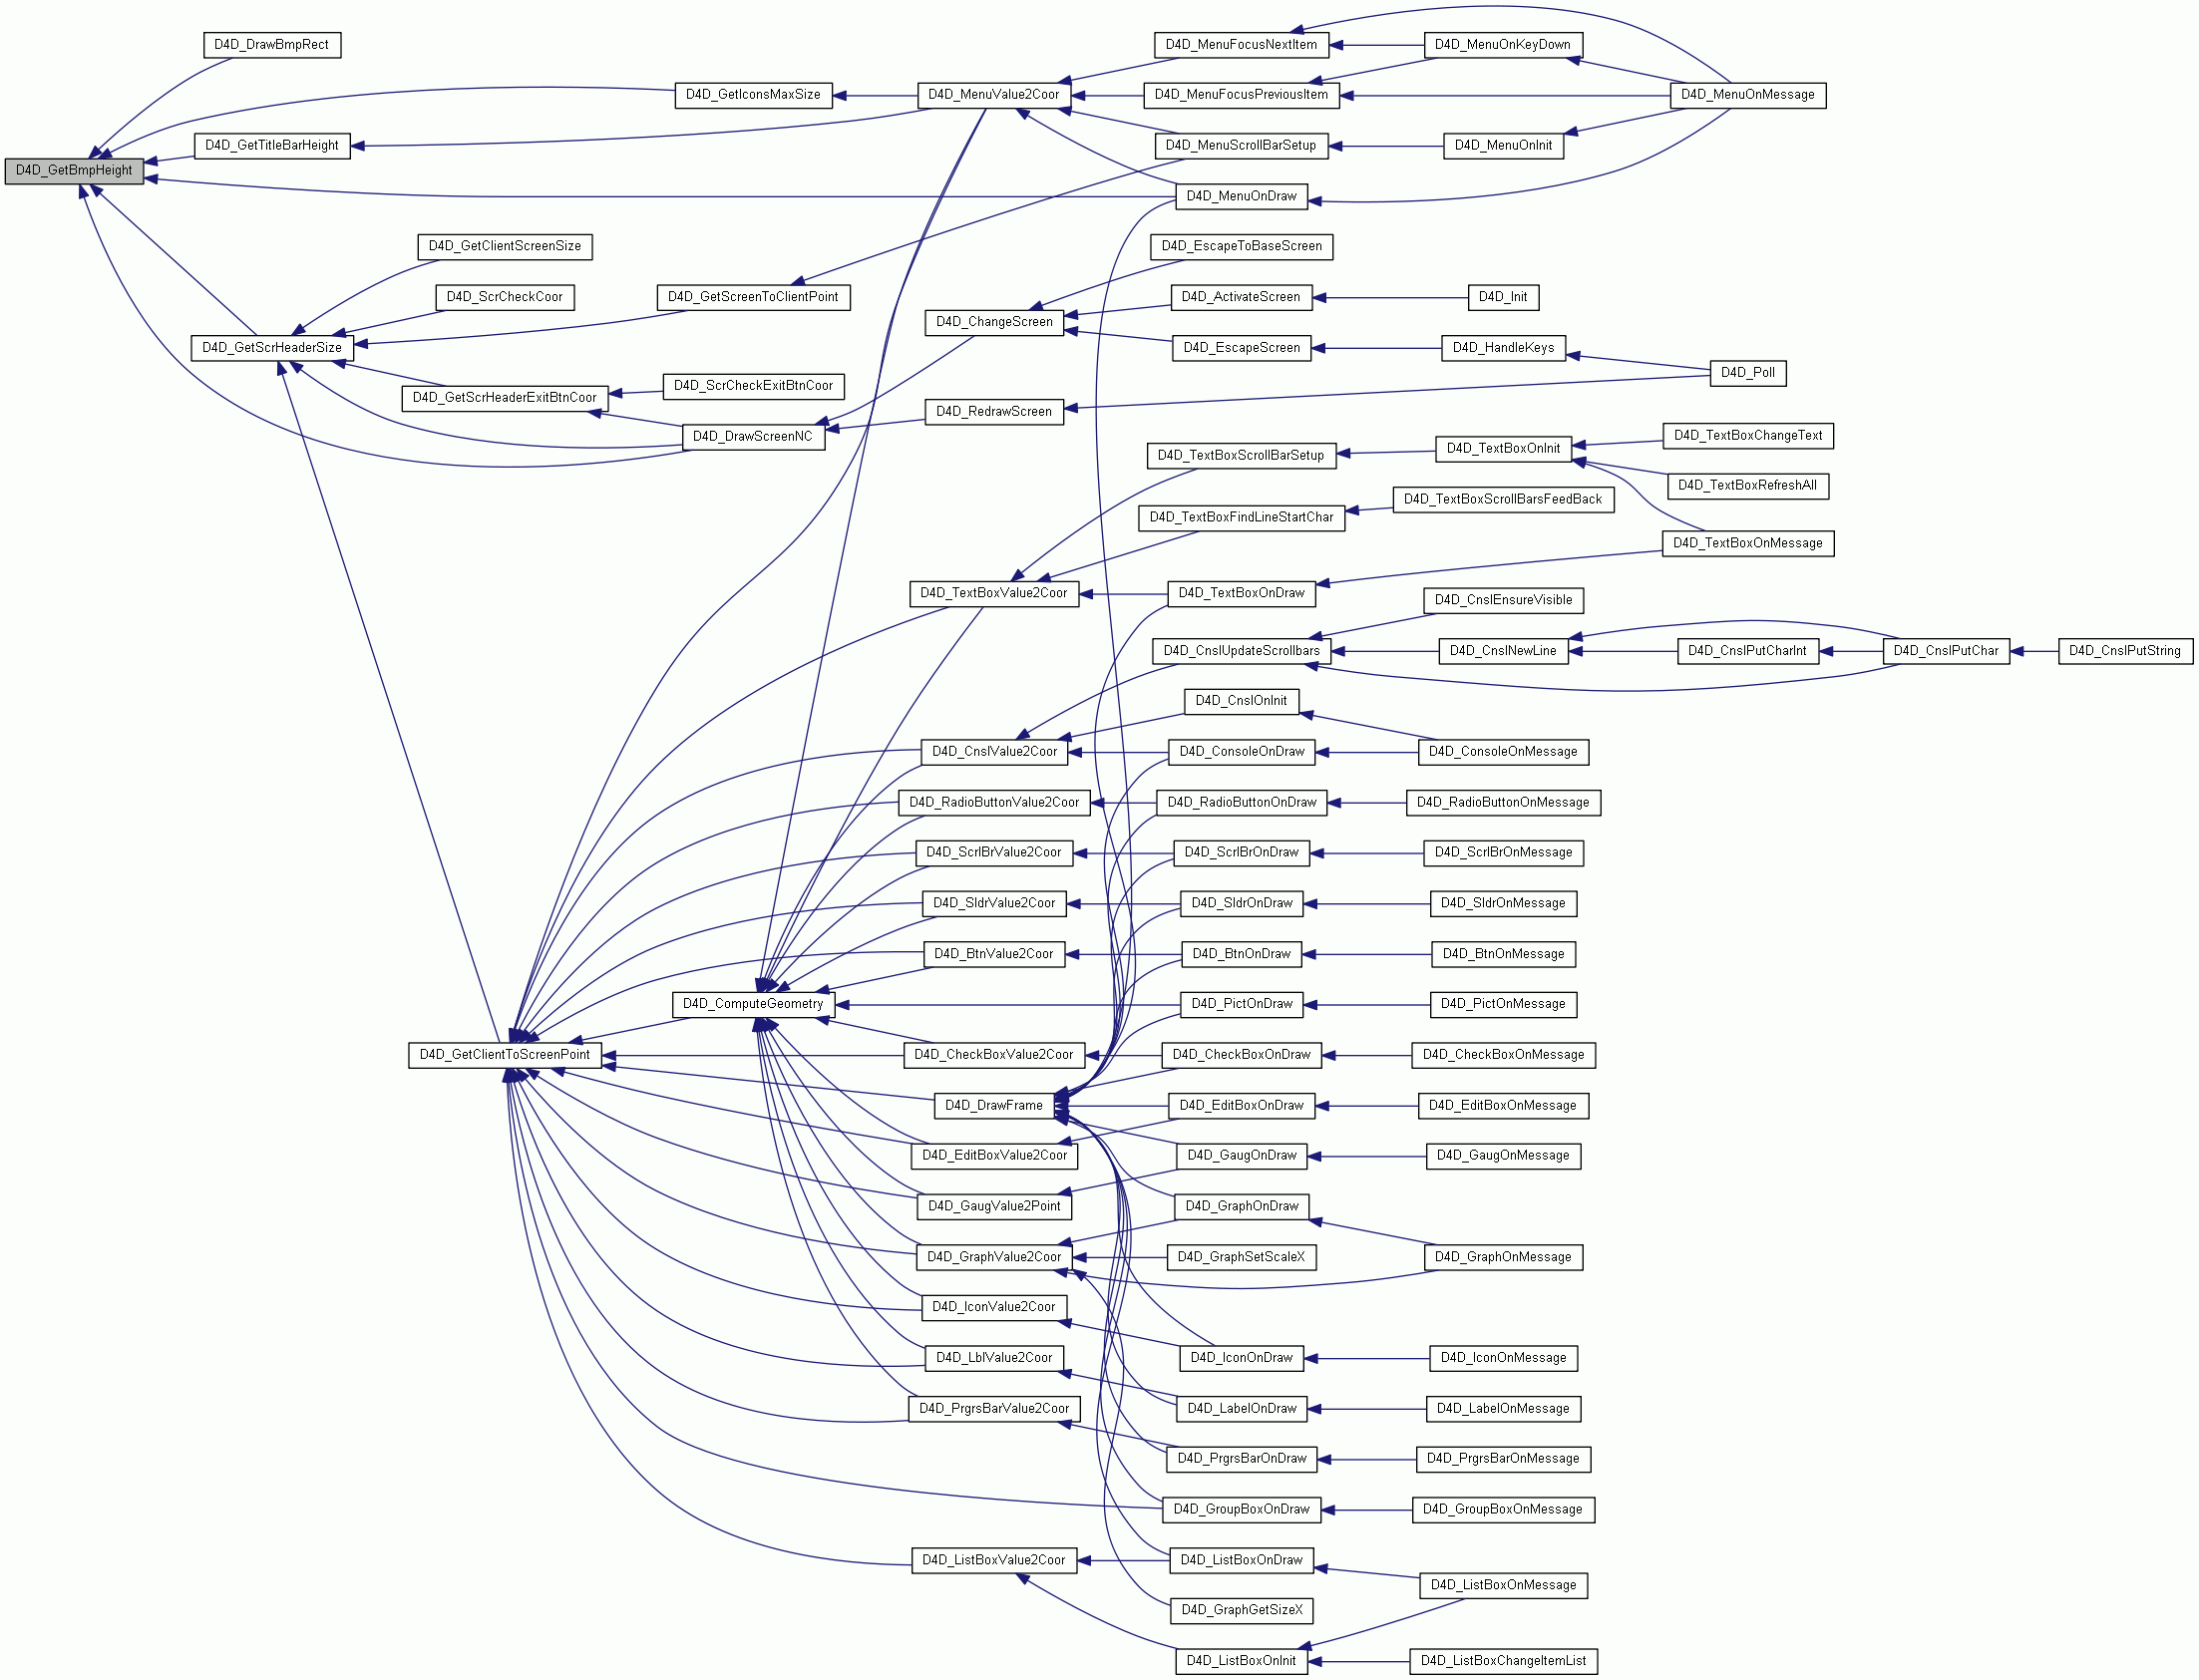 D4D_GetBmpHeight
D4D_DrawBmpRect
D4D_GetIconsMaxSize
D4D_GetTitleBarHeight
D4D_MenuValue2Coor
D4D_MenuFocusNextItem
D4D_MenuOnKeyDown
D4D_MenuFocusPreviousItem
D4D_MenuOnMessage
D4D_MenuScrollBarSetup
D4D_MenuOnInit
D4D_MenuOnDraw
D4D_GetClientScreenSize
D4D_EscapeToBaseScreen
D4D_ScrCheckCoor
D4D_GetScreenToClientPoint
D4D_ActivateScreen
D4D_Init
D4D_ChangeScreen
D4D_GetScrHeaderSize
D4D_EscapeScreen
D4D_HandleKeys
D4D_Poll
D4D_ScrCheckExitBtnCoor
D4D_GetScrHeaderExitBtnCoor
D4D_RedrawScreen
D4D_DrawScreenNC
D4D_TextBoxChangeText
D4D_TextBoxScrollBarSetup
D4D_TextBoxOnInit
D4D_TextBoxRefreshAll
D4D_TextBoxScrollBarsFeedBack
D4D_TextBoxFindLineStartChar
D4D_TextBoxOnMessage
D4D_TextBoxValue2Coor
D4D_TextBoxOnDraw
D4D_CnslEnsureVisible
D4D_CnslUpdateScrollbars
D4D_CnslNewLine
D4D_CnslPutCharInt
D4D_CnslPutChar
D4D_CnslPutString
D4D_CnslOnInit
D4D_CnslValue2Coor
D4D_ConsoleOnDraw
D4D_ConsoleOnMessage
D4D_RadioButtonValue2Coor
D4D_RadioButtonOnDraw
D4D_RadioButtonOnMessage
D4D_ScrlBrValue2Coor
D4D_ScrlBrOnDraw
D4D_ScrlBrOnMessage
D4D_SldrValue2Coor
D4D_SldrOnDraw
D4D_SldrOnMessage
D4D_BtnValue2Coor
D4D_BtnOnDraw
D4D_BtnOnMessage
D4D_ComputeGeometry
D4D_PictOnDraw
D4D_PictOnMessage
D4D_GetClientToScreenPoint
D4D_CheckBoxValue2Coor
D4D_CheckBoxOnDraw
D4D_CheckBoxOnMessage
D4D_DrawFrame
D4D_EditBoxOnDraw
D4D_EditBoxOnMessage
D4D_EditBoxValue2Coor
D4D_GaugOnDraw
D4D_GaugOnMessage
D4D_GaugValue2Point
D4D_GraphOnDraw
D4D_GraphValue2Coor
D4D_GraphSetScaleX
D4D_GraphOnMessage
D4D_IconValue2Coor
D4D_IconOnDraw
D4D_IconOnMessage
D4D_LblValue2Coor
D4D_LabelOnDraw
D4D_LabelOnMessage
D4D_PrgrsBarValue2Coor
D4D_PrgrsBarOnDraw
D4D_PrgrsBarOnMessage
D4D_GroupBoxOnDraw
D4D_GroupBoxOnMessage
D4D_ListBoxValue2Coor
D4D_ListBoxOnDraw
D4D_ListBoxOnMessage
D4D_GraphGetSizeX
D4D_ListBoxOnInit
D4D_ListBoxChangeItemList